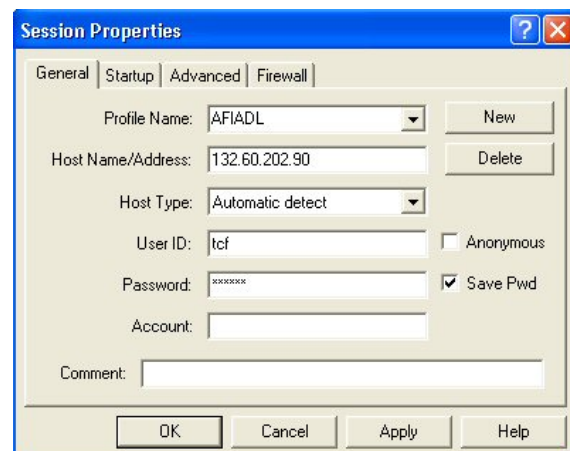 Session Properties
General Startup Advanced Firewall
Profile Name: AFIADL New
Host Name/Address: 132.60.202.90 Delete
Host Type: Automatic detect
User ID: tcf Anonymous
Password: ****** Save Pwd
Account:
Comment:
OK Cancel Apply Help